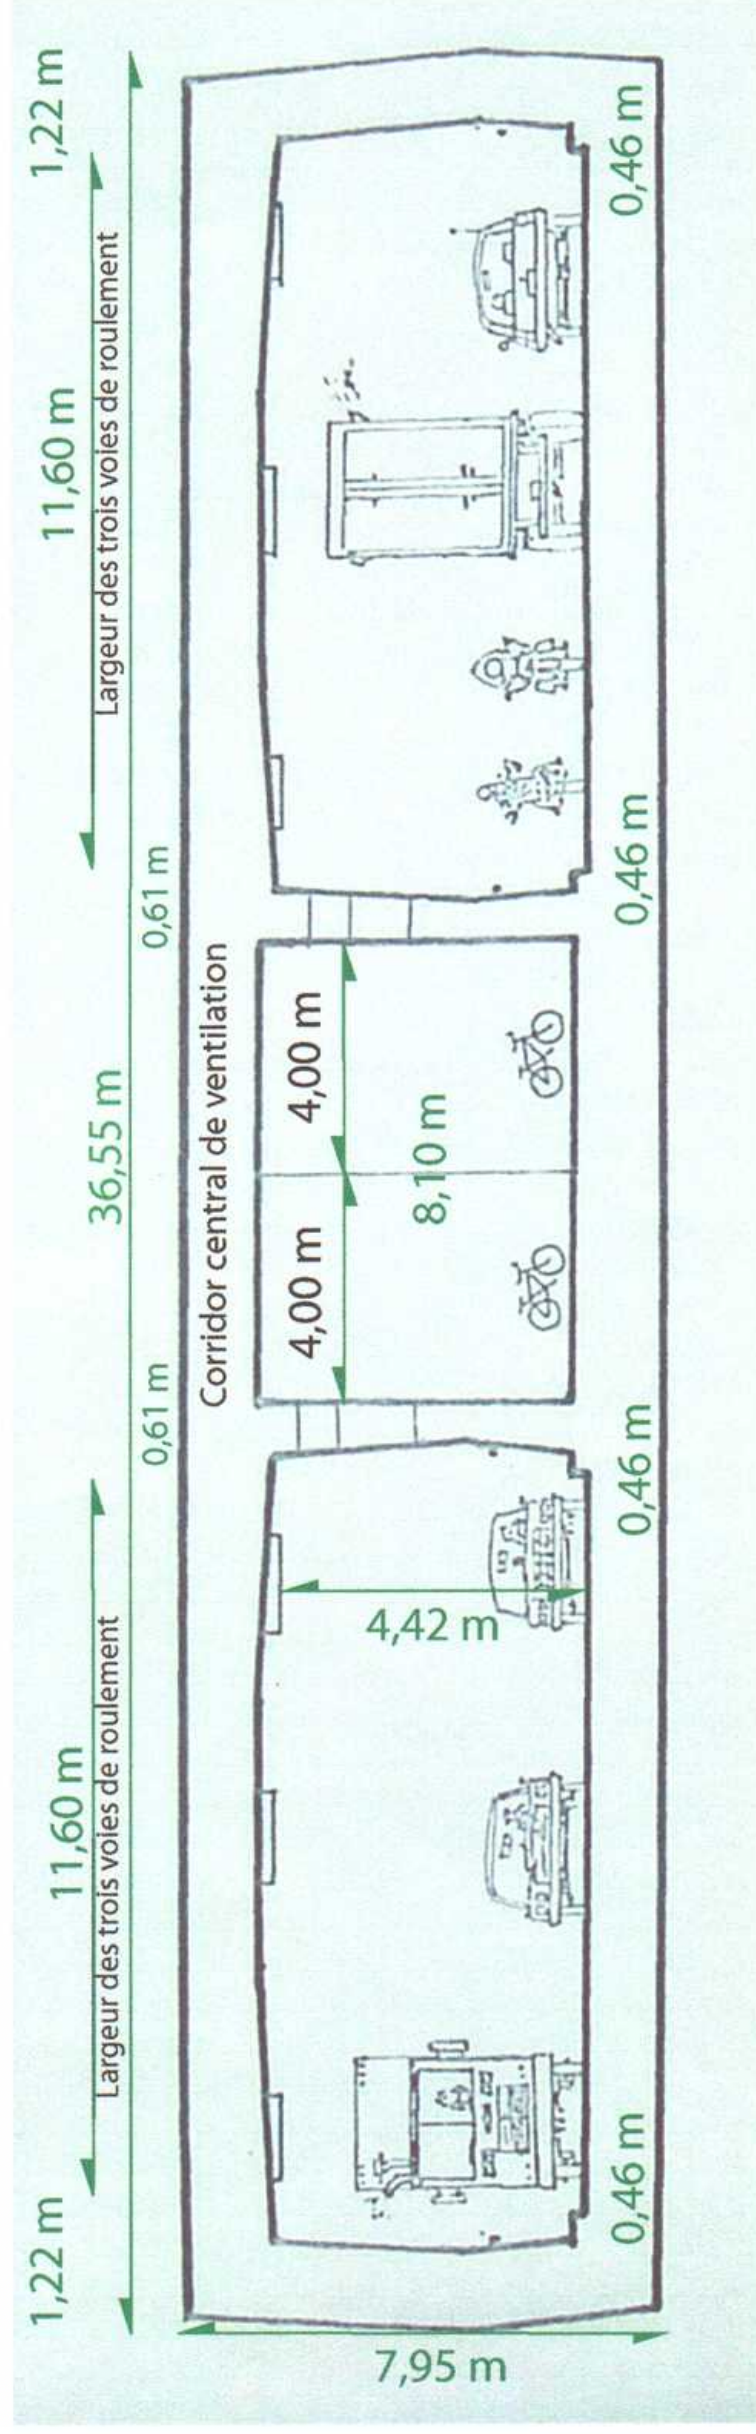 1,22 m
11,60 m
Largeur des trois voies de roulement
36,55 m
11,60 m
Largeur des trois voies de roulement
1,22 m
0,61 m
0,61 m
Corridor central de ventilation
4,00 m
4,00 m
8,10 m
4,42 m
0,46 m
0,46 m
0,46 m
0,46 m
7,95 m